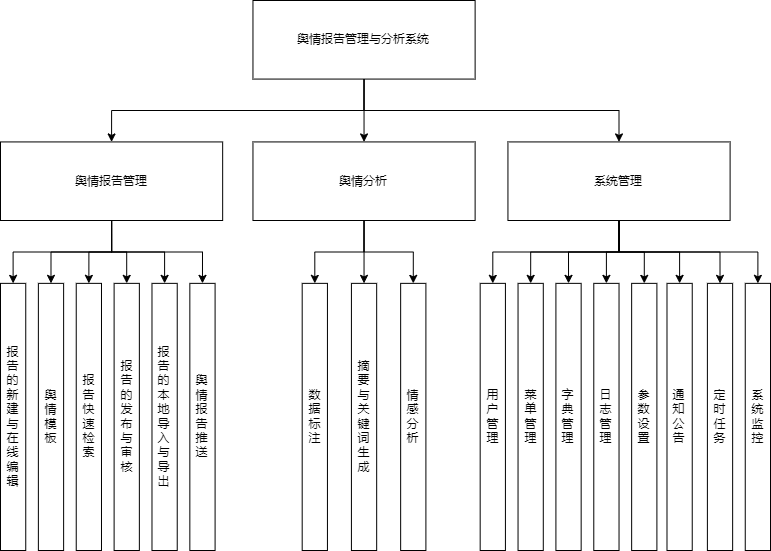 舆情报告管理与分析系统
舆情报告管理
舆情分析
系统管理
报告的新建与在线编辑
舆情模板
报告快速检索
报告的发布与审核
报告的本地导入与导出
舆情报告推送
数据标注
摘要与关键词生成
情感分析
用户管理
菜单管理
字典管理
日志管理
参数设置
通知公告
定时任务
系统监控